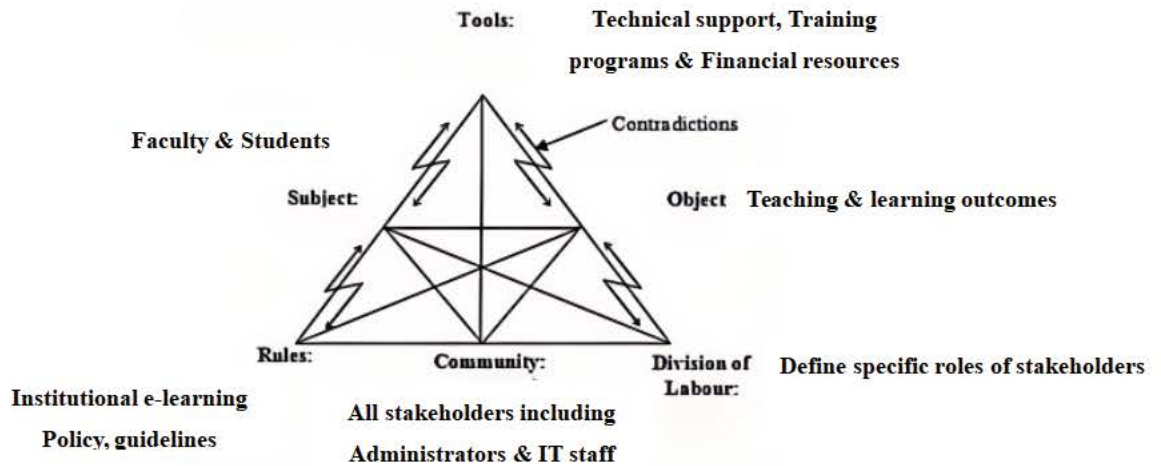 Tools:
Technical support, Training
programs & Financial resources
Contradictions
Faculty & Students
Subject:
Object
Teaching & learning outcomes
Rules:
Community:
Division of
Labour:
Define specific roles of stakeholders
Institutional e-learning
Policy, guidelines
All stakeholders including
Administrators & IT staff